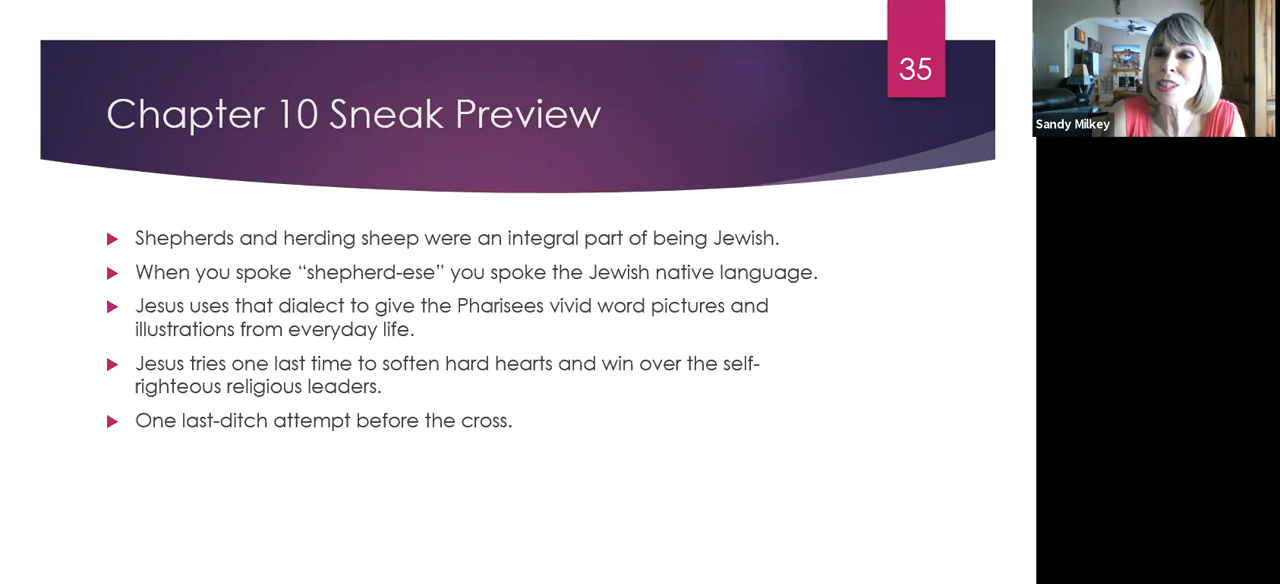 35
Chapter 10 Sneak Preview
Sandy Milkey
Shepherds and herding sheep were an integral part of being Jewish.
When you spoke “shepherd-ese” you spoke the Jewish native language.
Jesus uses that dialect to give the Pharisees vivid word pictures and
illustrations from everyday life.
Jesus tries one last time to soften hard hearts and win over the self-
righteous religious leaders.
One last-ditch attempt before the cross.